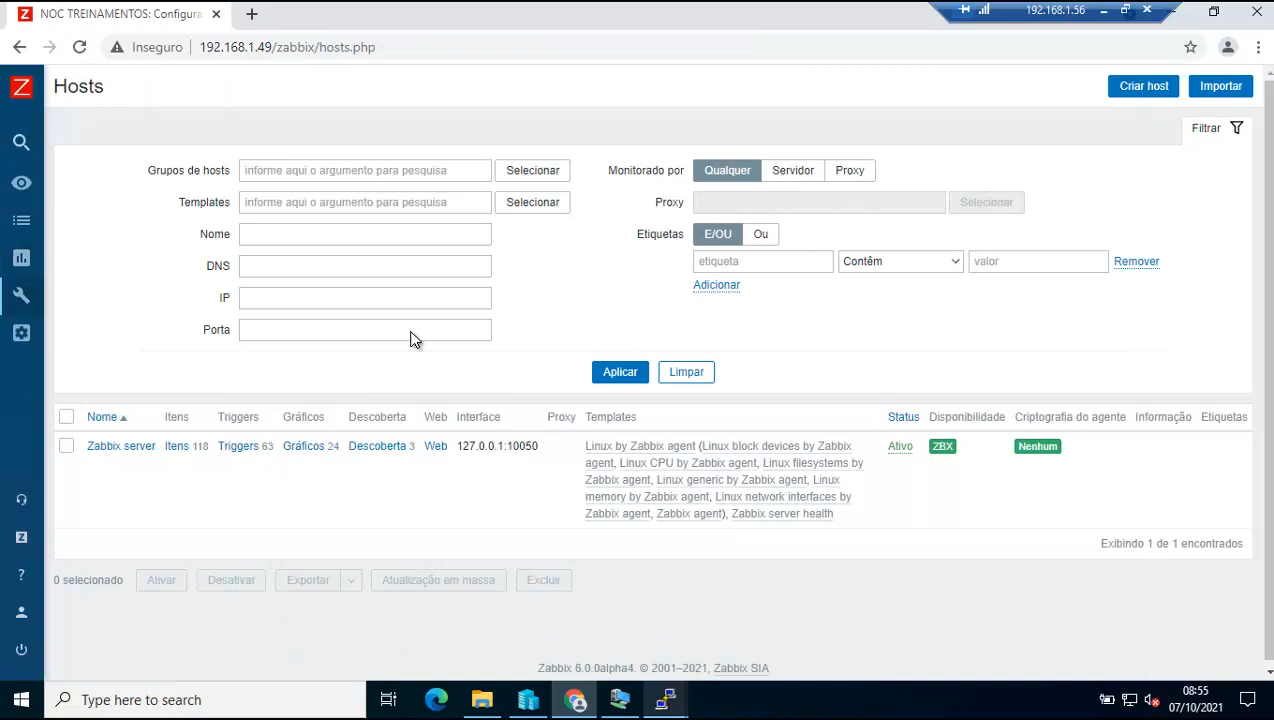 NOC TREINAMENTOS: Configura
192.168.1.56
Inseguro
192.168.1.49/zabbix/hosts.php
Z
Hosts
Criar host
Importar
Filtrar
Grupos de hosts
informe aqui o argumento para pesquisa
Selecionar
Monitorado por
Qualquer
Servidor
Proxy
Templates
informe aqui o argumento para pesquisa
Selecionar
Proxy
Selecionar
Nome
Etiquetas
E/OU
Ou
DNS
etiqueta
Contêm
valor
Remover
Adicionar
IP
Porta
Aplicar
Limpar
Nome
Itens
Triggers
Gráficos
Descoberta
Web
Interface
Proxy
Templates
Status
Disponibilidade
Criptografia do agente
Informação
Etiquetas
Zabbix server
Itens 118
Triggers 63
Gráficos 24
Descoberta 3
Web
127.0.0.1:10050
Linux by Zabbix agent (Linux block devices by Zabbix
agent, Linux CPU by Zabbix agent, Linux filesystems by
Zabbix agent, Linux generic by Zabbix agent, Linux
memory by Zabbix agent, Linux network interfaces by
Zabbix agent, Zabbix agent), Zabbix server health
Ativo
ZBX
Nenhum
Exibindo 1 de 1 encontrados
0 selecionado
Ativar
Desativar
Exportar
Atualização em massa
Excluir
Zabbix 6.0.0alpha4. © 2001–2021, Zabbix SIA
Type here to search
08:55
07/10/2021